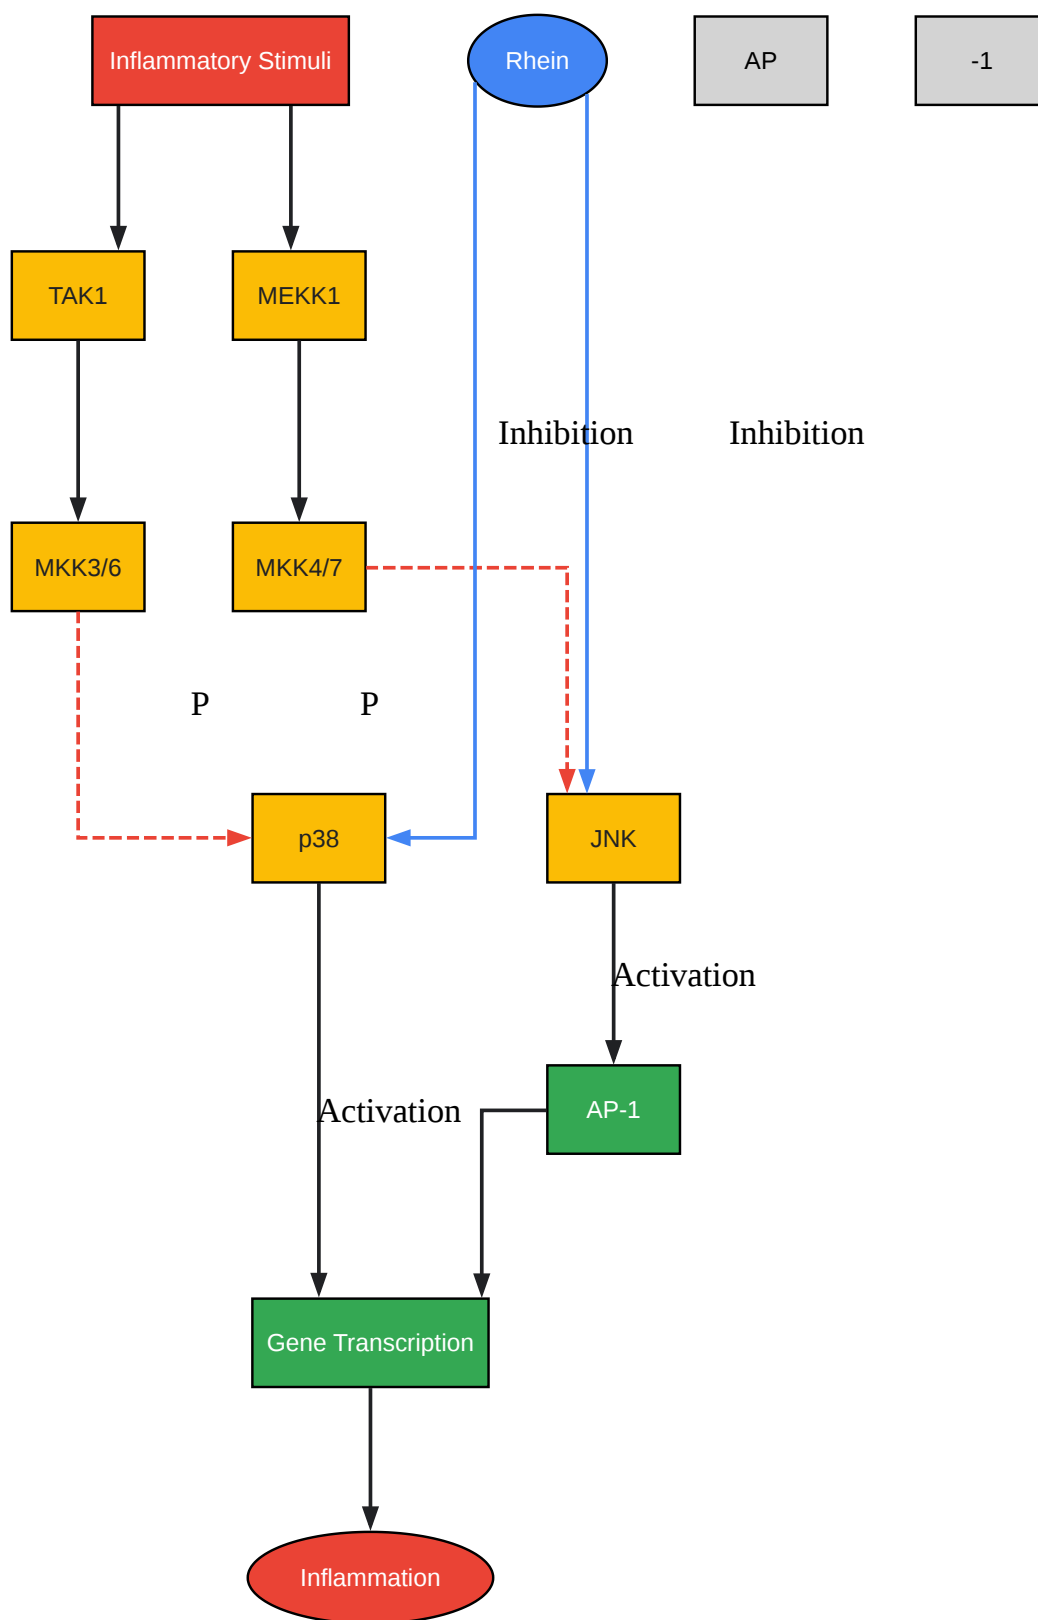 Inflammatory Stimuli
Rhein
AP
-1
TAK1
MEKK1
Inhibition
Inhibition
MKK3/6
MKK4/7
P
P
p38
JNK
Activation
AP-1
Activation
Gene Transcription
Inflammation